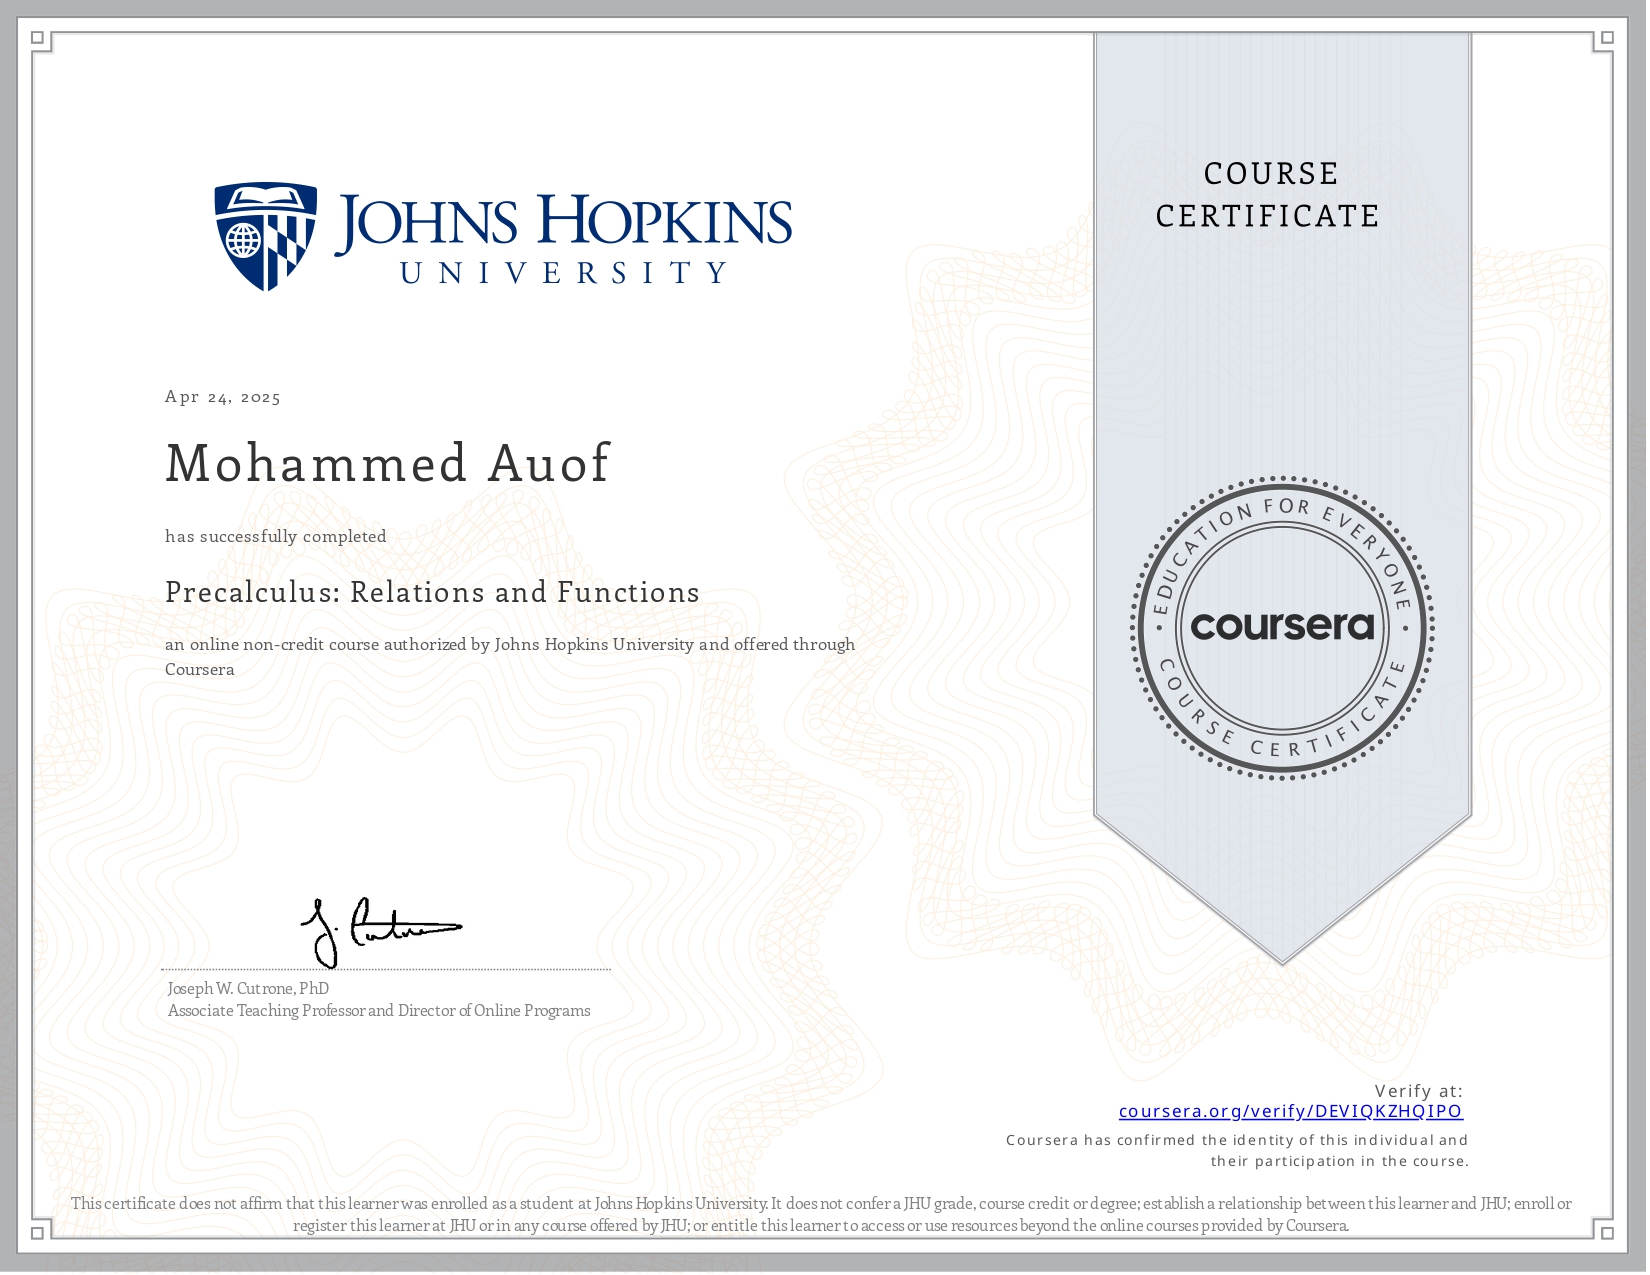 JOHNS HOPKINS
UNIVERSITY
COURSE
CERTIFICATE
Apr 24, 2025
Mohammed Auof
has successfully completed
Precalculus: Relations and Functions
an online non-credit course authorized by Johns Hopkins University and offered through
Coursera
EDUCATION FOR EVERYONE
coursera
COURSE CERTIFICATE
J. Cutrone
Joseph W. Cutrone, PhD
Associate Teaching Professor and Director of Online Programs
Verify at:
coursera.org/verify/DEVIQKZHQIPO
Coursera has confirmed the identity of this individual and
their participation in the course.
This certificate does not affirm that this learner was enrolled as a student at Johns Hopkins University. It does not confer a JHU grade, course credit or degree; establish a relationship between this learner and JHU; enroll or
register this learner at JHU or in any course offered by JHU; or entitle this learner to access or use resources beyond the online courses provided by Coursera.